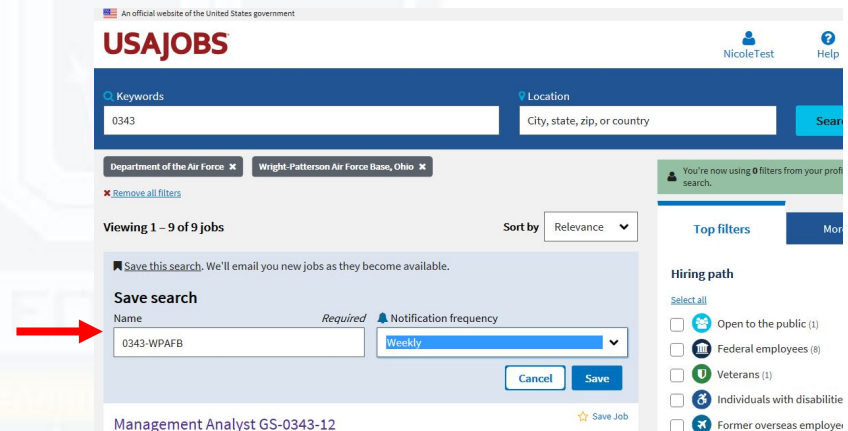 An official website of the United States government
USAJOBS
NicoleTest
Help
Keywords
Location
0343
City, state, zip, or country
Sear
Department of the Air Force ✖
Wright-Patterson Air Force Base, Ohio ✖
✖ Remove all filters
You're now using 0 filters from your profi
search.
Viewing 1 – 9 of 9 jobs
Sort by Relevance
Top filters
More
Save this search. We'll email you new jobs as they become available.
Save search
Name Required
Notification frequency
0343-WPAFB
Weekly
Cancel
Save
Hiring path
Select all
Open to the public (1)
Federal employees (8)
Veterans (1)
Individuals with disabilitie
Former overseas employee
Management Analyst GS-0343-12
Save Job